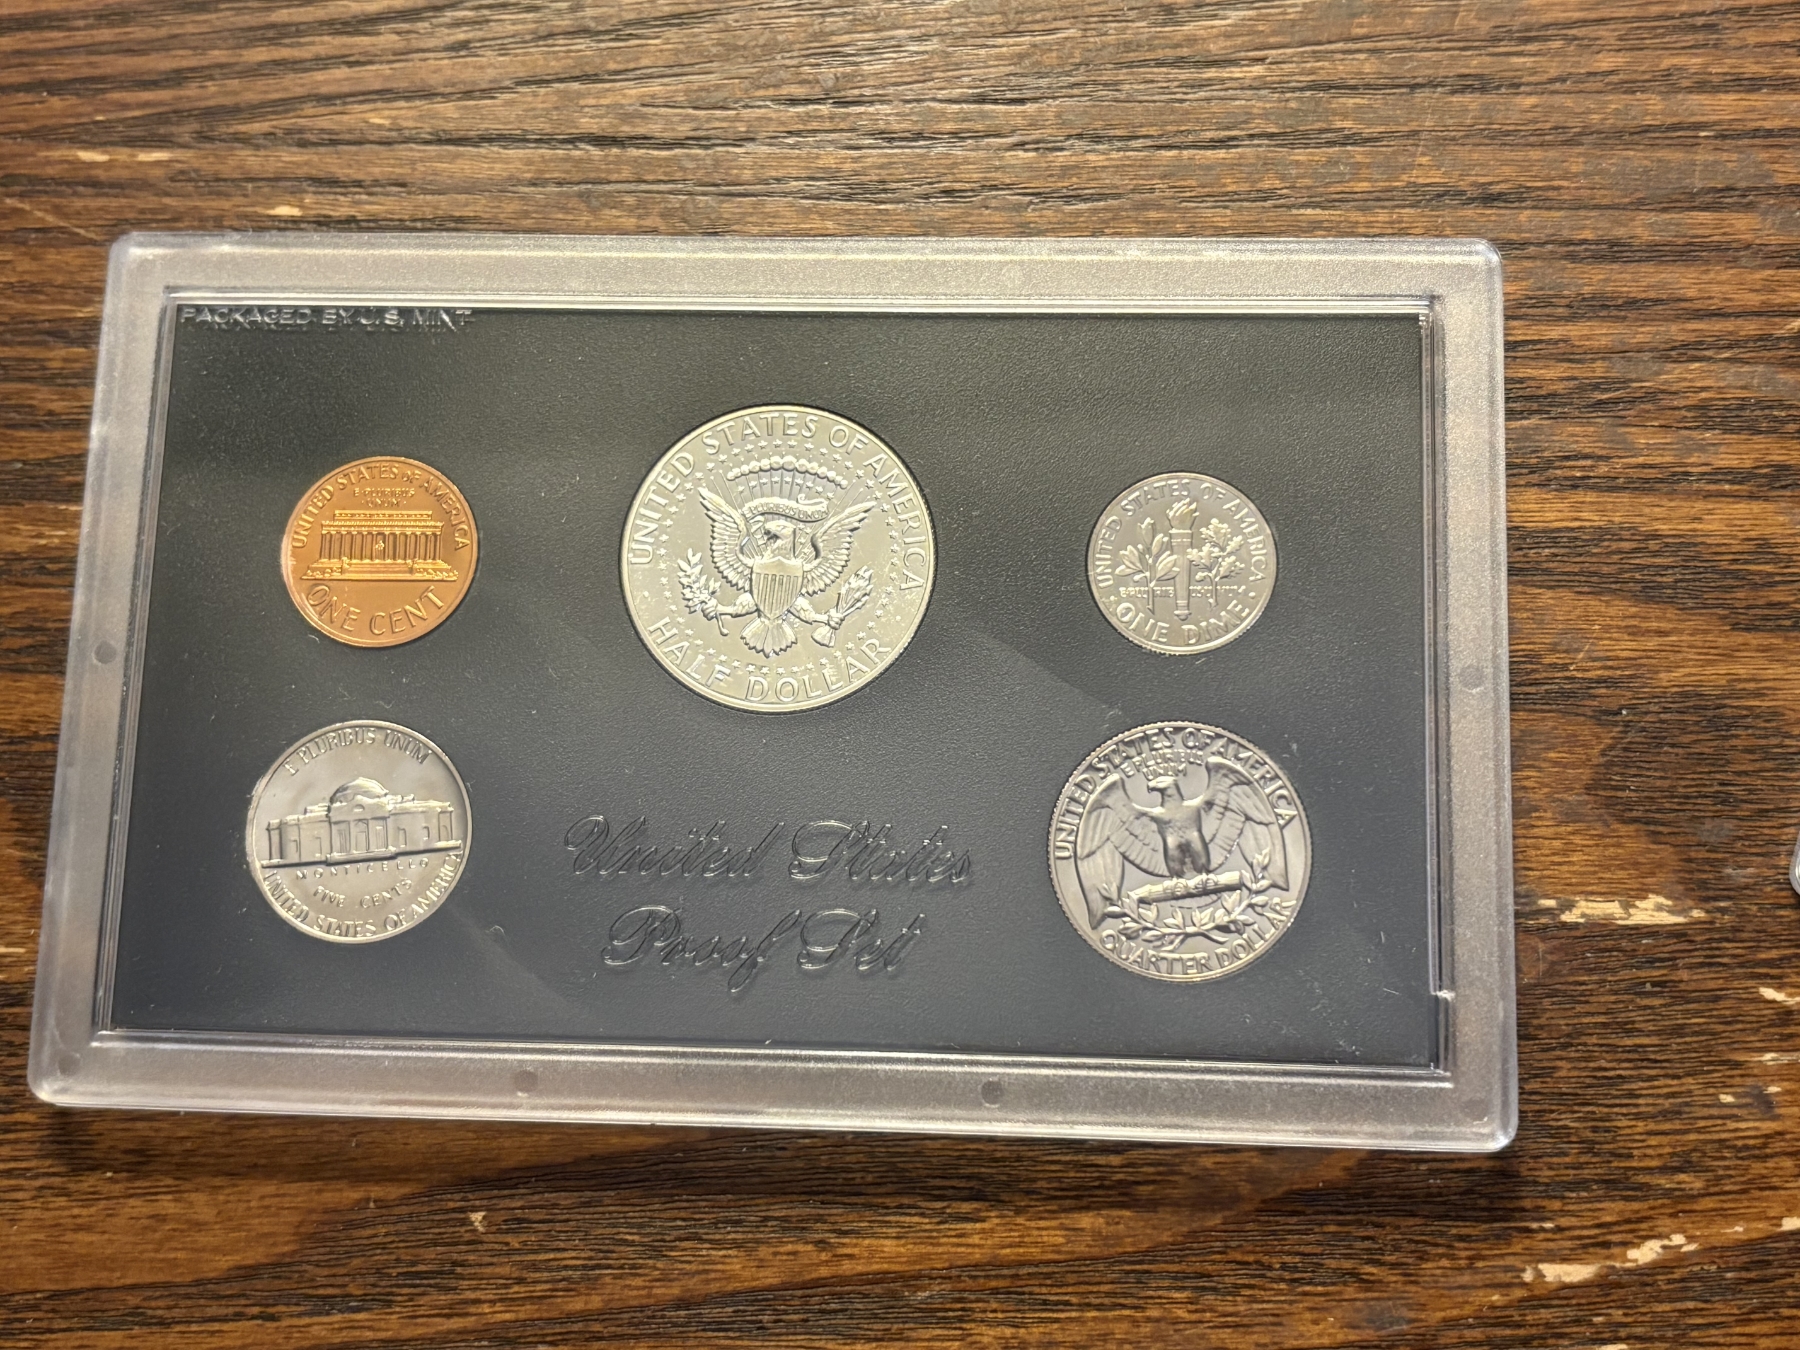 PACKAGED BY U.S. MINT
UNITED STATES OF AMERICA
E PLURIBUS
UNUM
ONE CENT
UNITED STATES OF AMERICA
E PLURIBUS UNUM
HALF DOLLAR
UNITED STATES OF AMERICA
E PLURIBUS UNUM
ONE DIME
E PLURIBUS UNUM
MONTICELLO
FIVE CENTS
UNITED STATES OF AMERICA
United States
Proof Set
UNITED STATES OF AMERICA
E PLURIBUS
UNUM
QUARTER DOLLAR